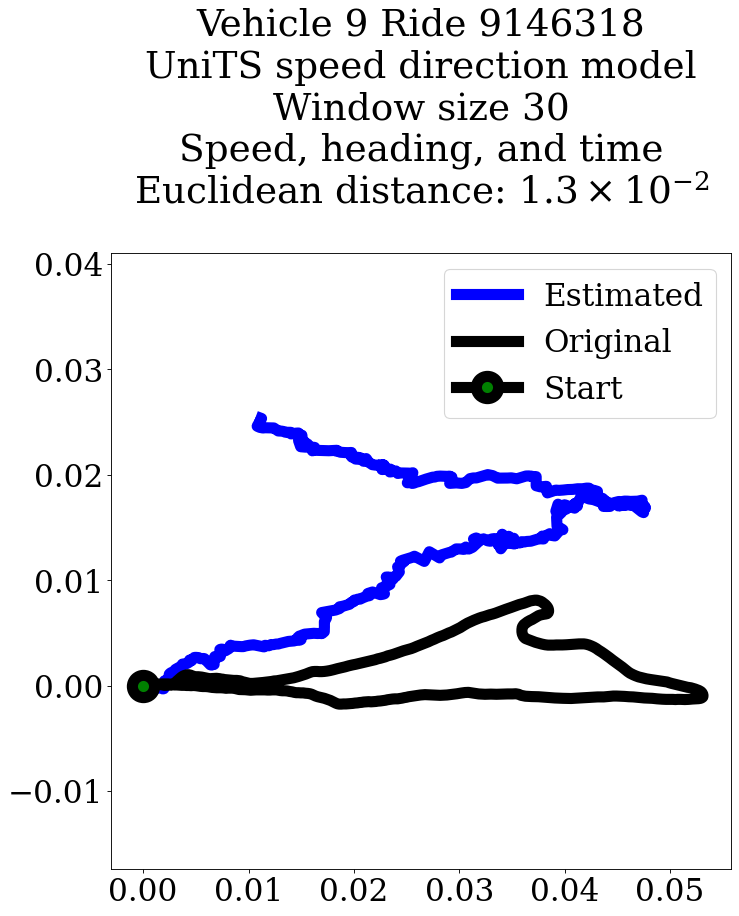 Vehicle 9 Ride 9146318
UniTS speed direction model
Window size 30
Speed, heading, and time
Euclidean distance: 1.3 × 10⁻²
0.04
0.03
0.02
0.01
0.00
−0.01
Estimated
Original
Start
0.00 0.01 0.02 0.03 0.04 0.05